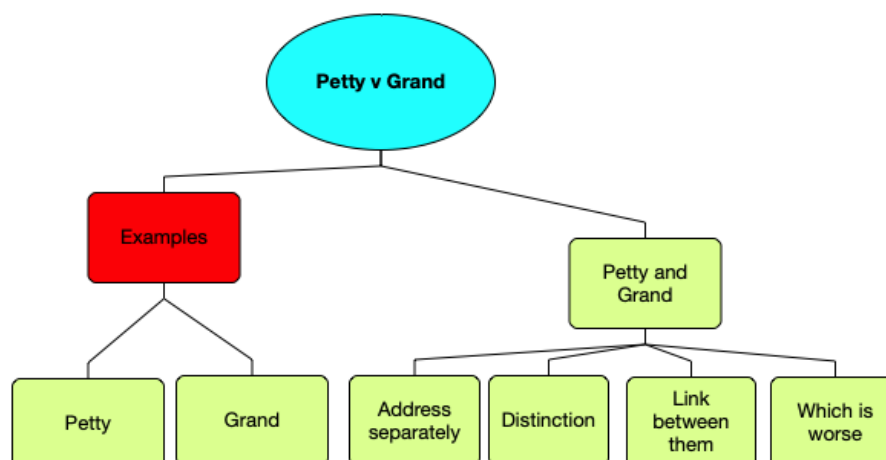 Petty v Grand
Examples
Petty and
Grand
Petty
Grand
Address
separately
Distinction
Link
between
them
Which is
worse